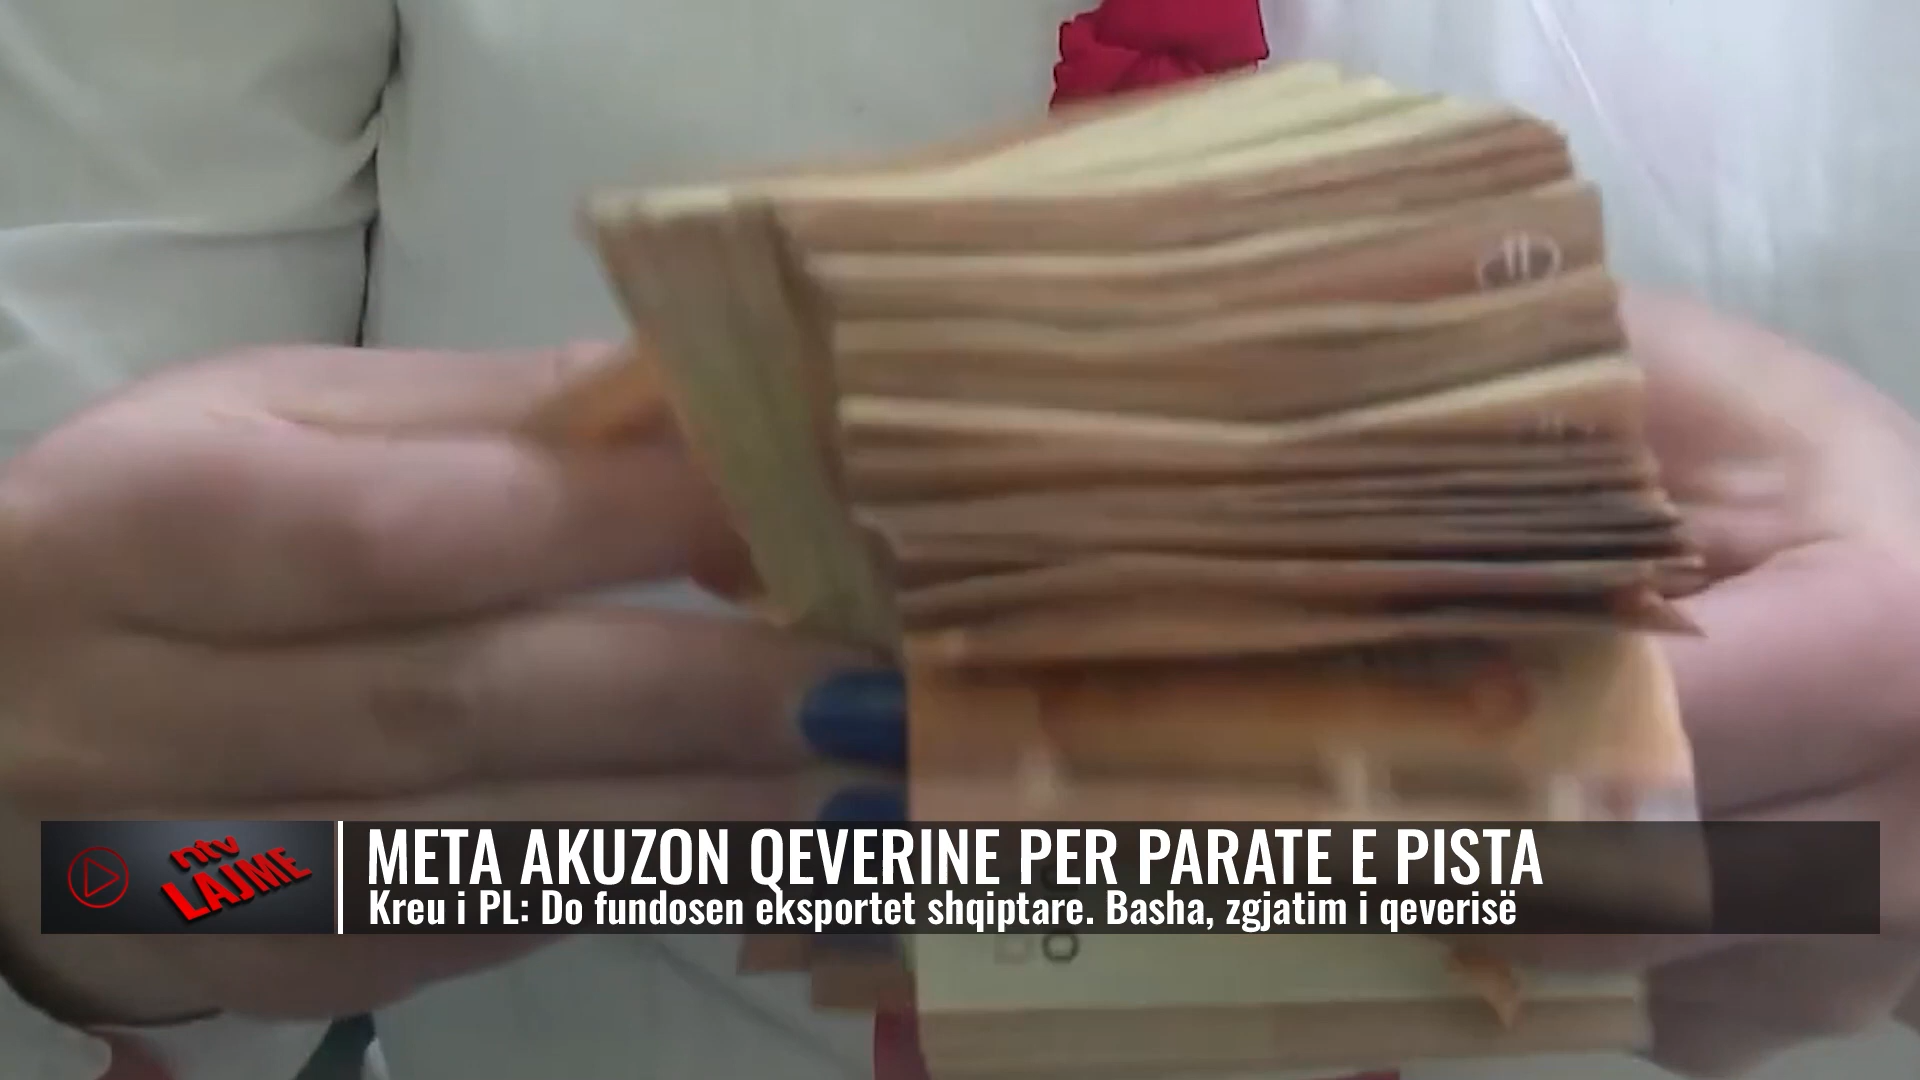 ntv
LAJME
META AKUZON QEVERINE PER PARATE E PISTA
Kreu i PL: Do fundosen eksportet shqiptare. Basha, zgjatim i qeverisë